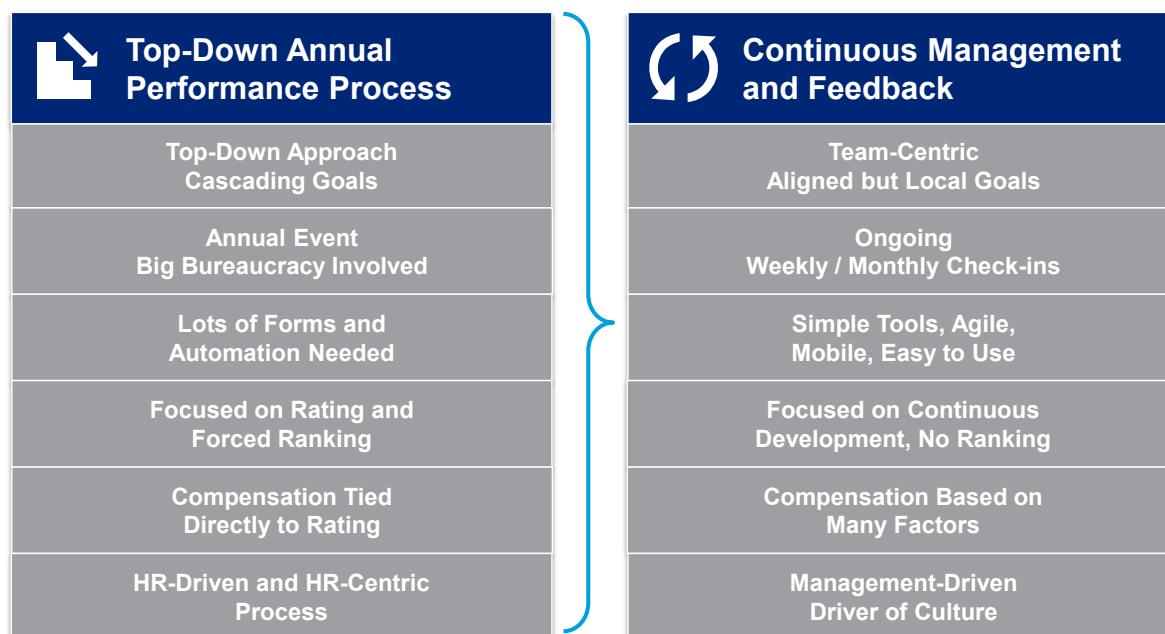 Top-Down Annual
Performance Process
Top-Down Approach
Cascading Goals
Annual Event
Big Bureaucracy Involved
Lots of Forms and
Automation Needed
Focused on Rating and
Forced Ranking
Compensation Tied
Directly to Rating
HR-Driven and HR-Centric
Process
Continuous Management
and Feedback
Team-Centric
Aligned but Local Goals
Ongoing
Weekly / Monthly Check-ins
Simple Tools, Agile,
Mobile, Easy to Use
Focused on Continuous
Development, No Ranking
Compensation Based on
Many Factors
Management-Driven
Driver of Culture